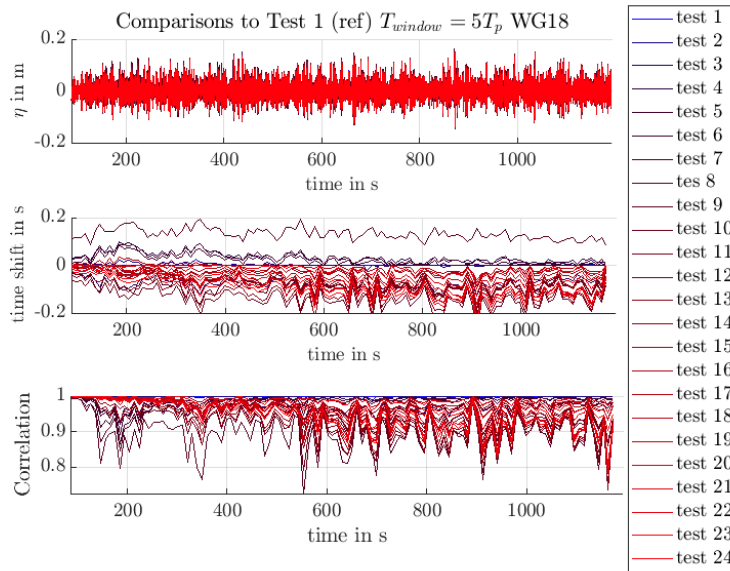 Comparisons to Test 1 (ref) T_window = 5T_p WG18
0.2
0
-0.2
η in m
200 400 600 800 1000
time in s
0.2
0
-0.2
time shift in s
200 400 600 800 1000
time in s
1
0.9
0.8
Correlation
200 400 600 800 1000
time in s
test 1
test 2
test 3
test 4
test 5
test 6
test 7
tes 8
test 9
test 10
test 11
test 12
test 13
test 14
test 15
test 16
test 17
test 18
test 19
test 20
test 21
test 22
test 23
test 24